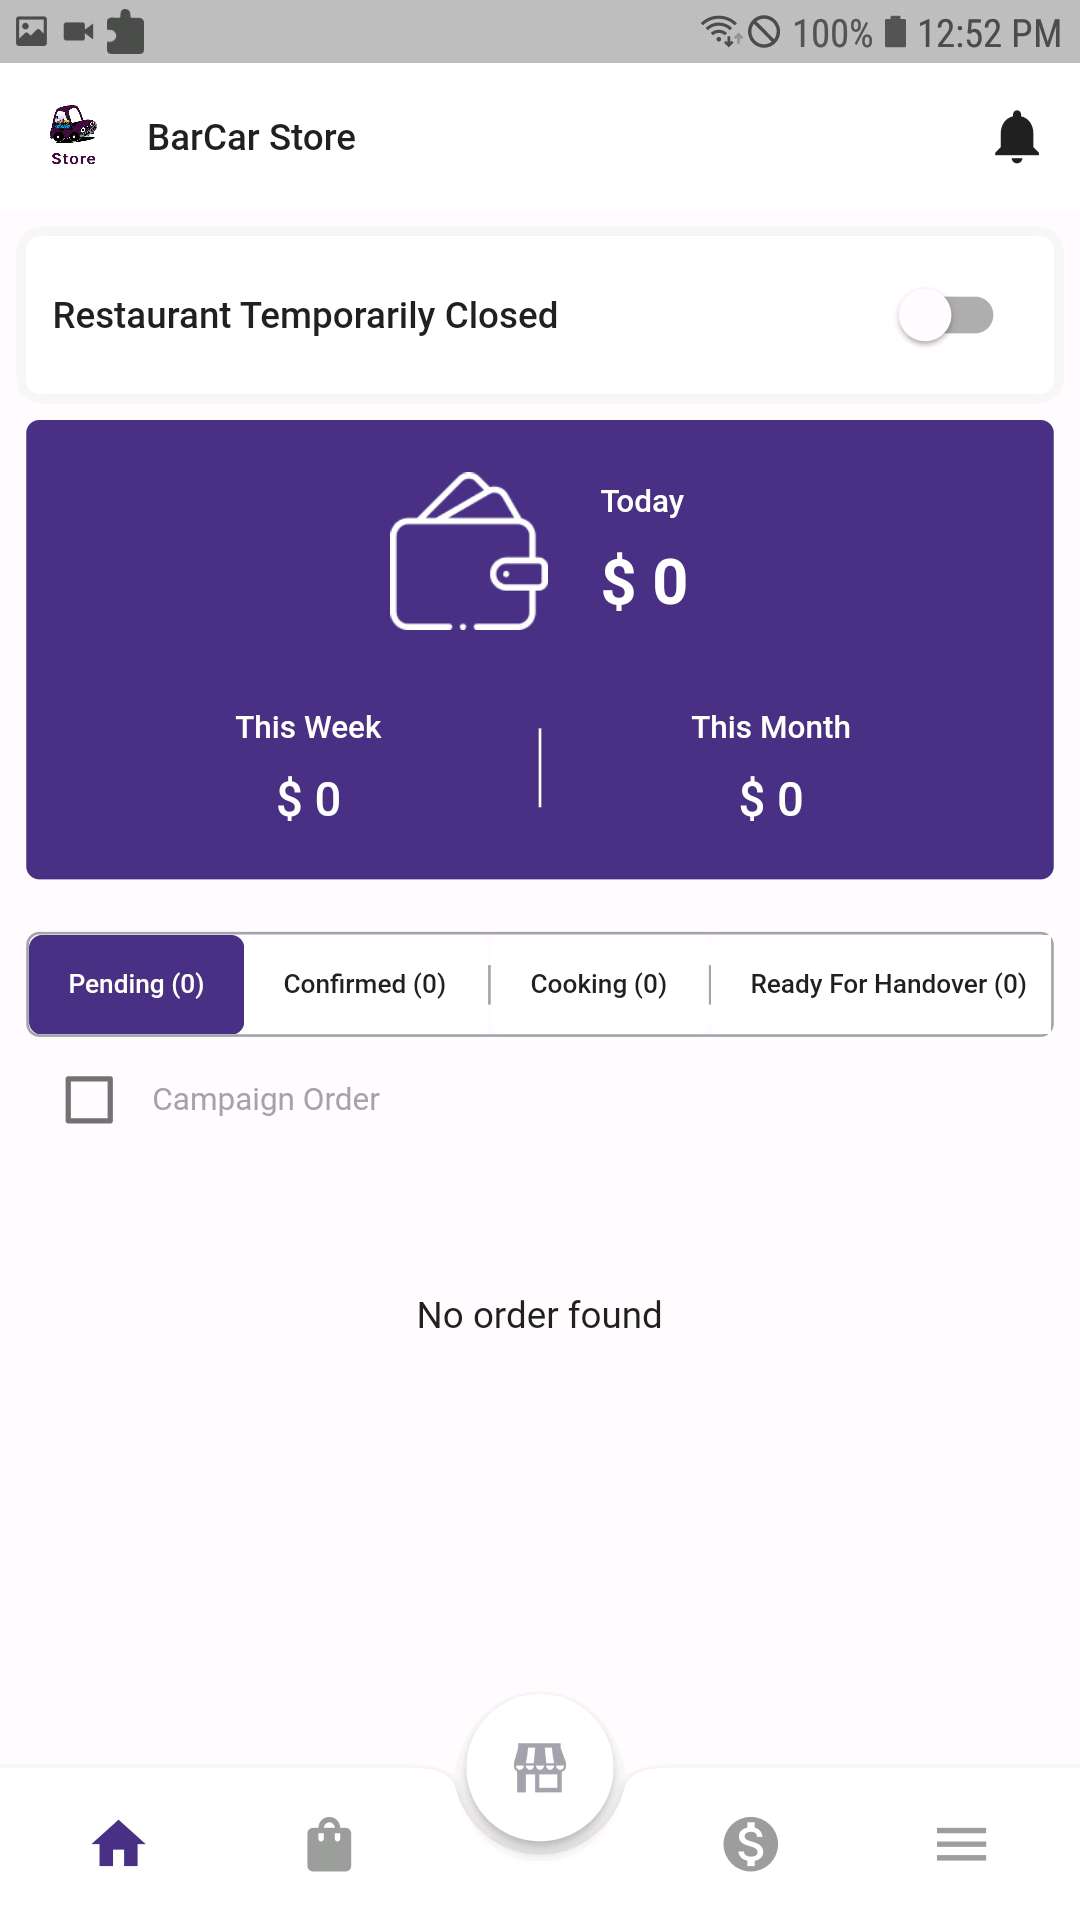 100% 12:52 PM
Store
BarCar Store
Restaurant Temporarily Closed
Today
$ 0
This Week
$ 0
This Month
$ 0
Pending (0)
Confirmed (0)
Cooking (0)
Ready For Handover (0)
Campaign Order
No order found